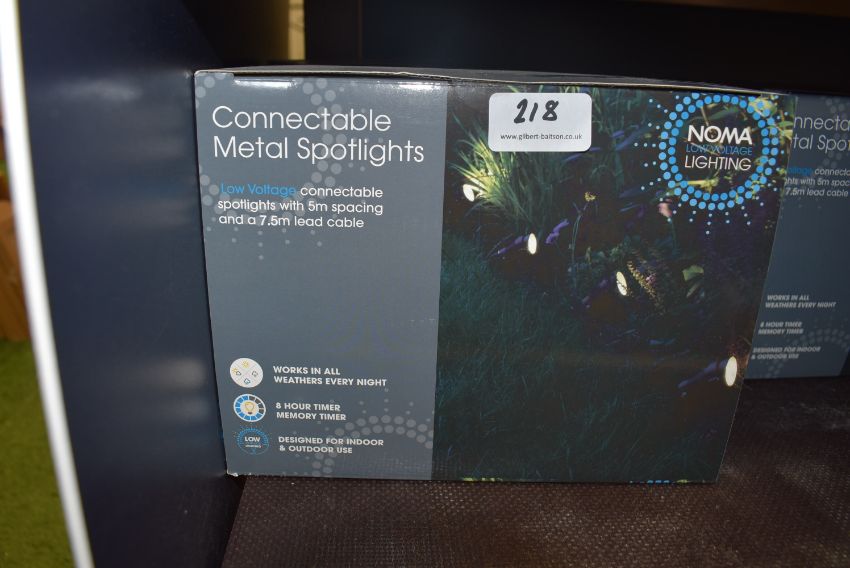 Connectable
Metal Spotlights
Low Voltage connectable
spotlights with 5m spacing
and a 7.5m lead cable
WORKS IN ALL
WEATHERS EVERY NIGHT
8 HOUR TIMER
MEMORY TIMER
LOW
DESIGNED FOR INDOOR
& OUTDOOR USE
218
www.gilbert-baitson.co.uk
NOMA
LOW VOLTAGE
LIGHTING
WORKS IN ALL
WEATHERS EVERY NIGHT
8 HOUR TIMER
MEMORY TIMER
DESIGNED FOR INDOOR
& OUTDOOR USE